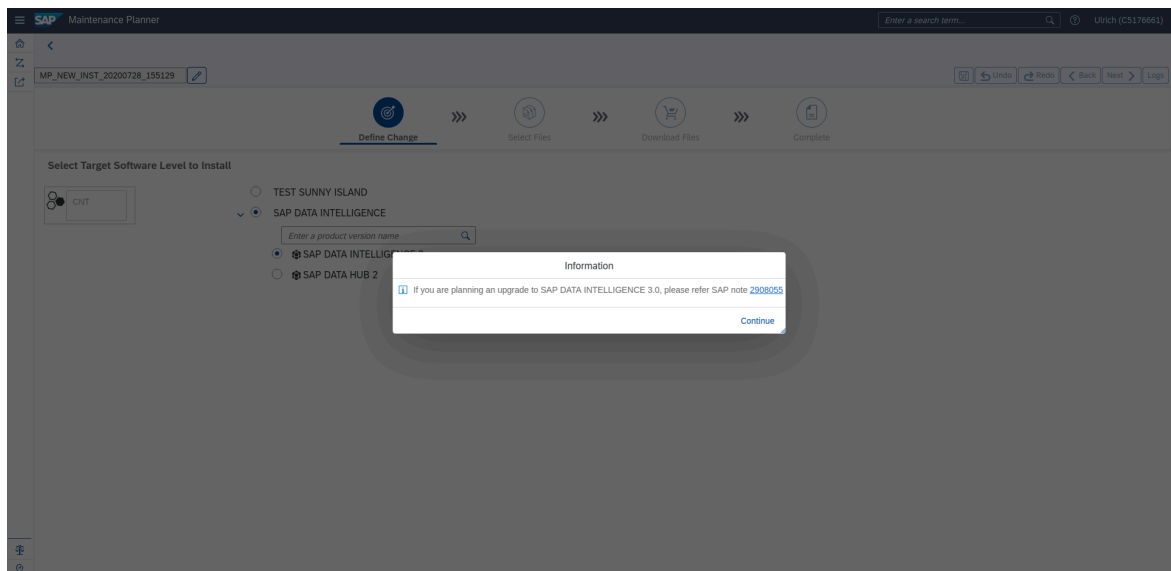 SAP Maintenance Planner
Enter a search term...
Ulrich (C5176661)
MP_NEW_INST_20200728_155129
Undo
Redo
Back
Next
Logs
Define Change
Select Files
Download Files
Complete
Select Target Software Level to Install
CNT
TEST SUNNY ISLAND
SAP DATA INTELLIGENCE
Enter a product version name
SAP DATA INTELLIGENCE 3
SAP DATA HUB 2
Information
If you are planning an upgrade to SAP DATA INTELLIGENCE 3.0, please refer SAP note 2908055
Continue